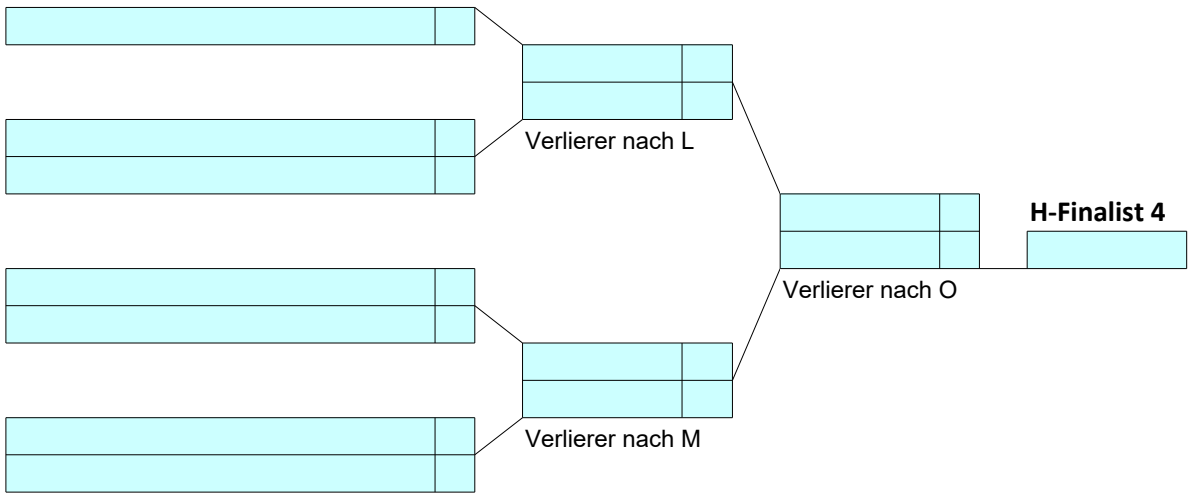 Verlierer nach L
H-Finalist 4
Verlierer nach O
Verlierer nach M